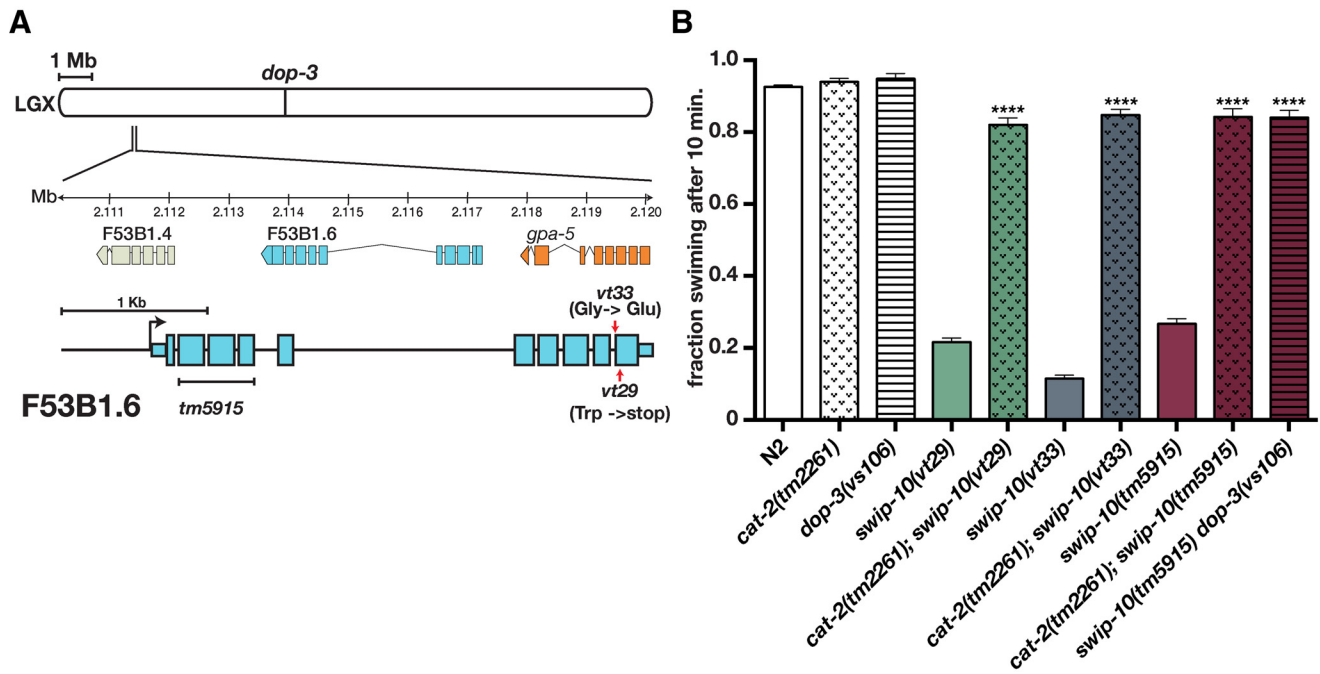 A
1 Mb
dop-3
LGX
Mb
2.111 2.112 2.113 2.114 2.115 2.116 2.117 2.118 2.119 2.120
F53B1.4 F53B1.6 gpa-5
1 Kb
vt33
(Gly-> Glu)
vt29
(Trp ->stop)
tm5915
F53B1.6
B
fraction swiming after 10 min.
1.0
0.8
0.6
0.4
0.2
0
**** **** **** ****
N2
cat-2(tm2261)
dop-3(vs106)
swip-10(vt29)
cat-2(tm2261); swip-10(vt29)
swip-10(vt33)
cat-2(tm2261); swip-10(vt33)
swip-10(tm5915)
cat-2(tm2261); swip-10(tm5915)
swip-10(tm5915) dop-3(vs106)